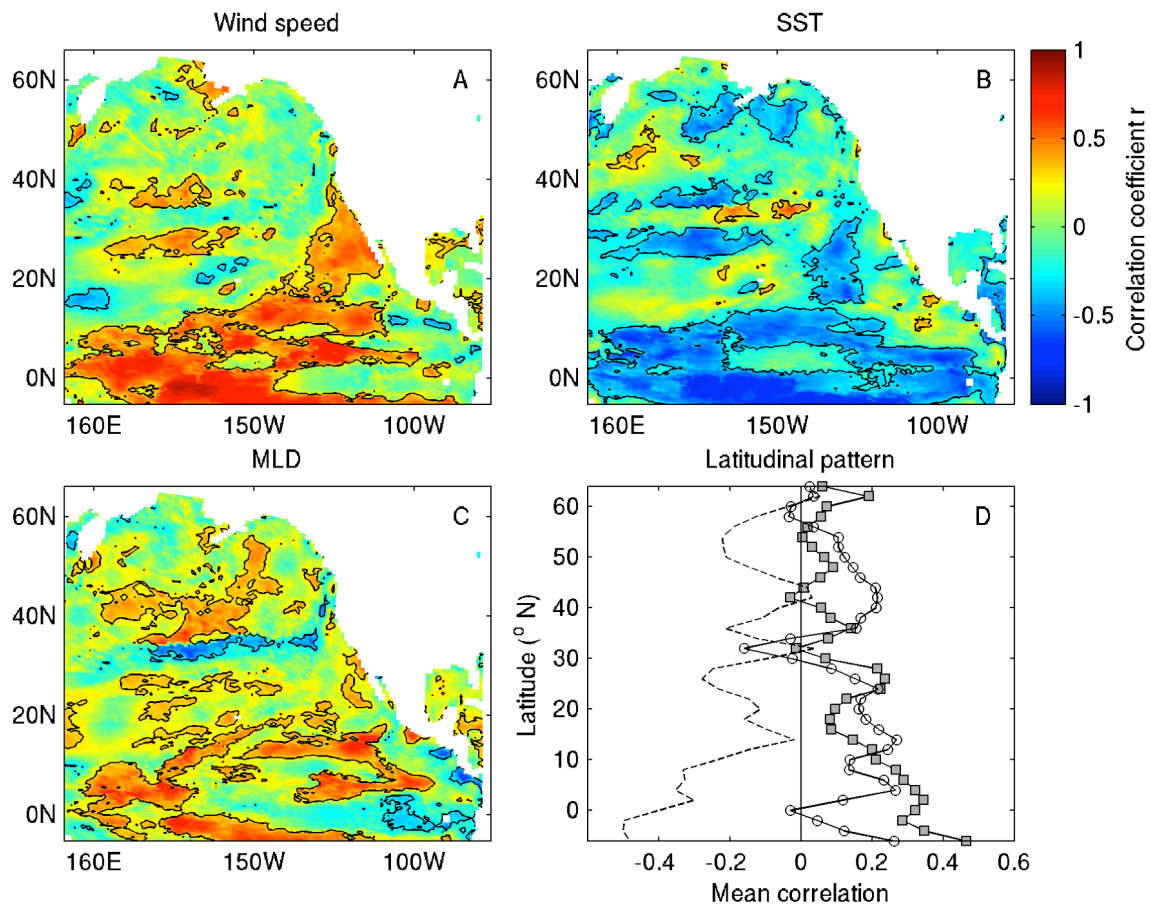 Wind speed
SST
60N
40N
20N
0N
160E 150W 100W
A
60N
40N
20N
0N
160E 150W 100W
B
1
0.5
0
-0.5
-1
Correlation coefficient r
MLD
Latitudinal pattern
60N
40N
20N
0N
160E 150W 100W
C
60
50
40
30
20
10
0
Latitude (° N)
-0.4 -0.2 0 0.2 0.4 0.6
Mean correlation
D